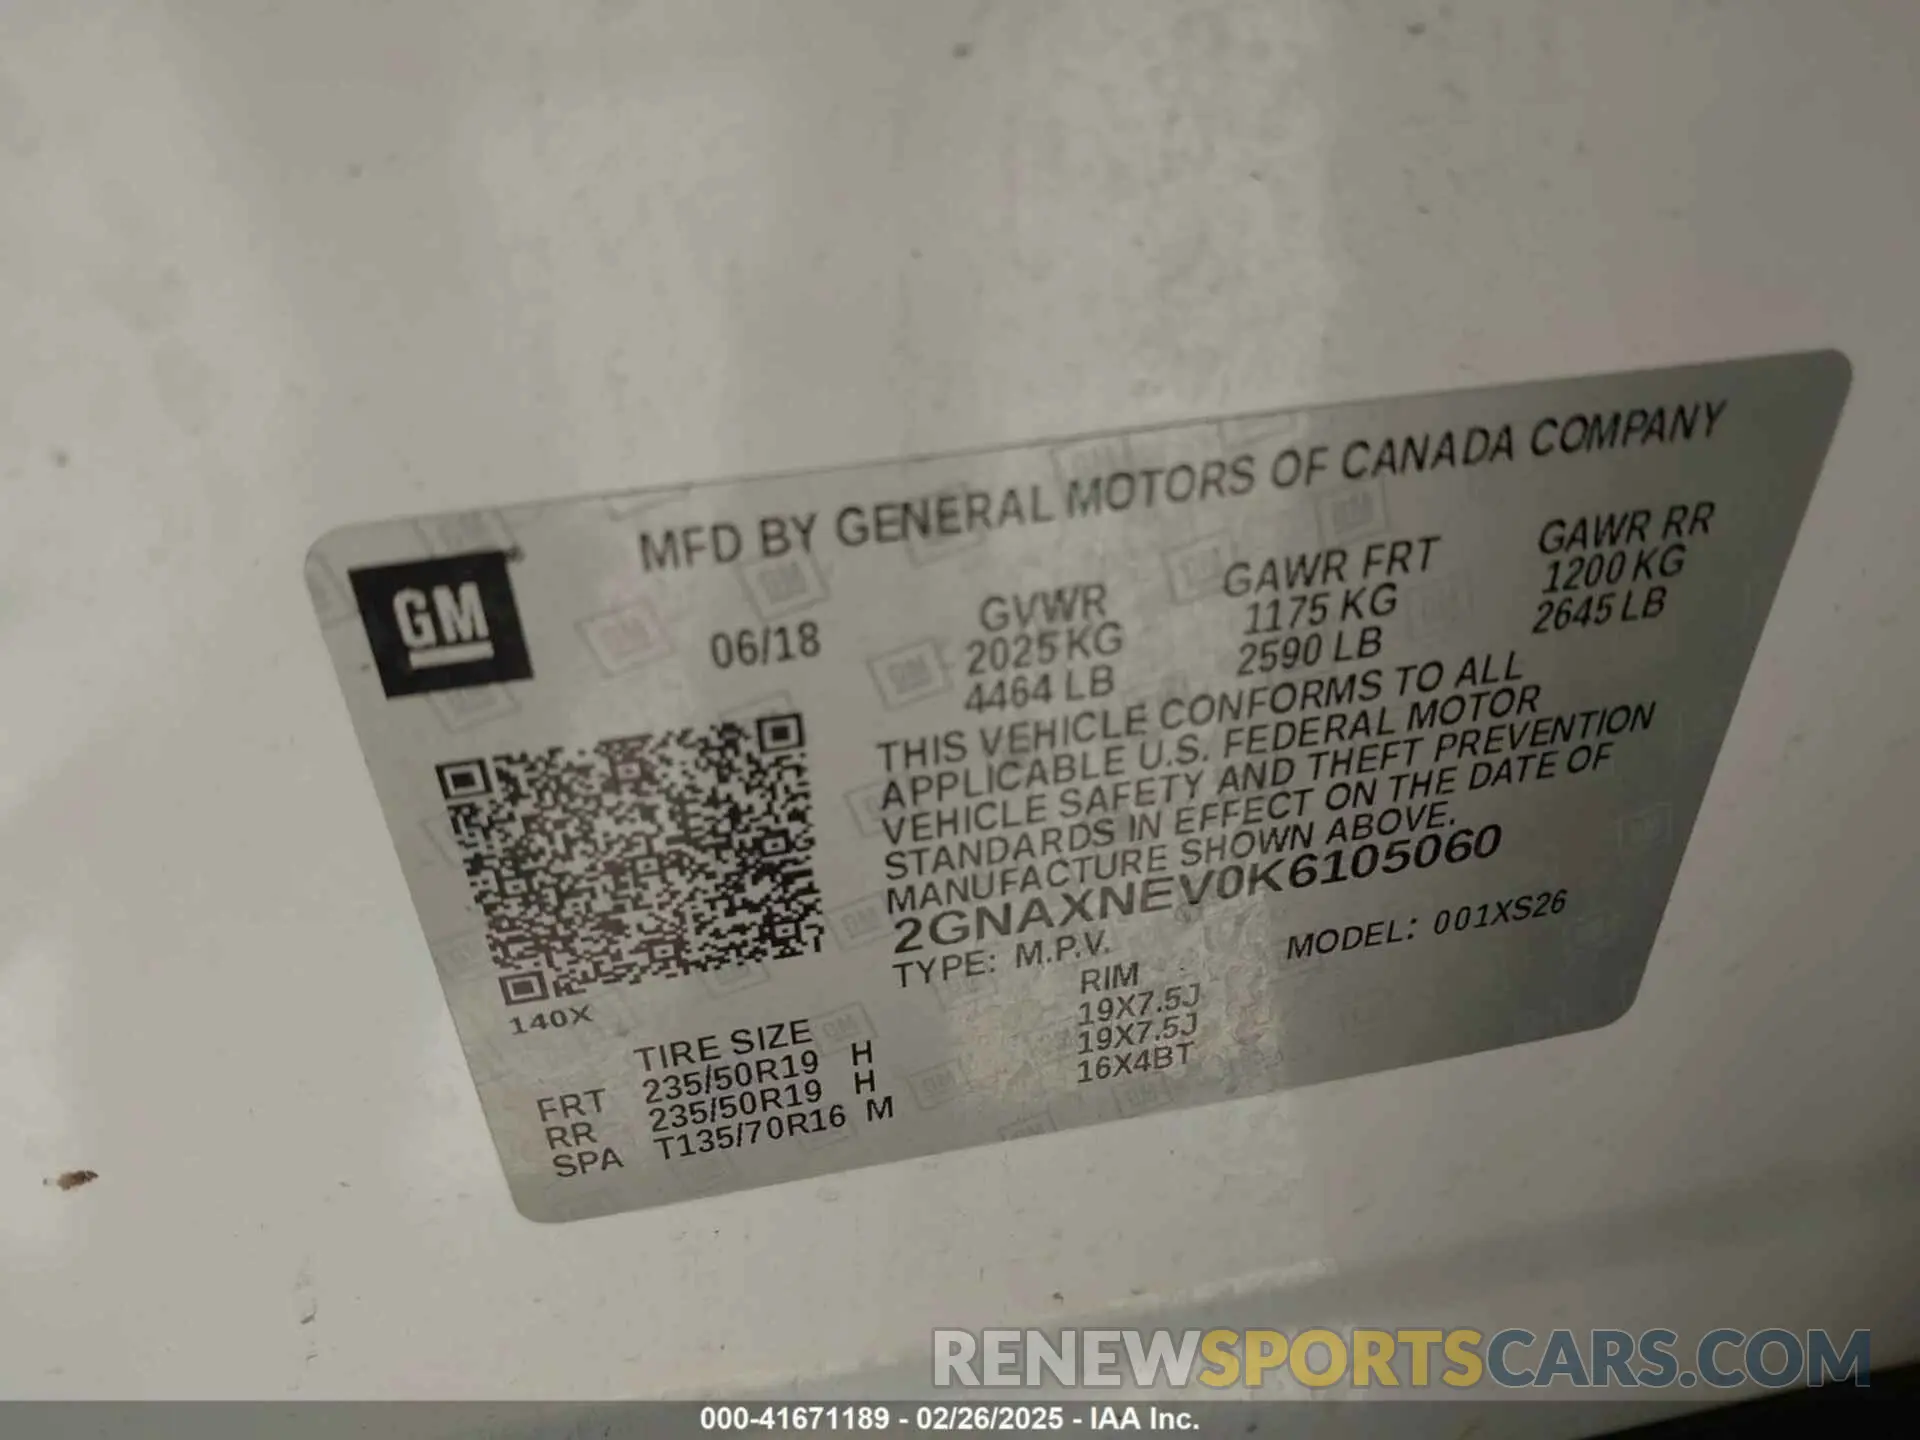 MFD BY GENERAL MOTORS OF CANADA COMPANY
GM
06/18
GVWR
2025 KG
4464 LB
GAWR FRT
1175 KG
2590 LB
GAWR RR
1200 KG
2645 LB
THIS VEHICLE CONFORMS TO ALL
APPLICABLE U.S. FEDERAL MOTOR
VEHICLE SAFETY AND THEFT PREVENTION
STANDARDS IN EFFECT ON THE DATE OF
MANUFACTURE SHOWN ABOVE.
2GNAXNEV0K6105060
TYPE: M.P.V.
MODEL: 001XS26
140X
TIRE SIZE
RIM
FRT 235/50R19 H 19X7.5J
RR 235/50R19 H 19X7.5J
SPA T135/70R16 M 16X4BT
RENEWSPORTSCARS.COM
000-41671189 - 02/26/2025 - IAA Inc.